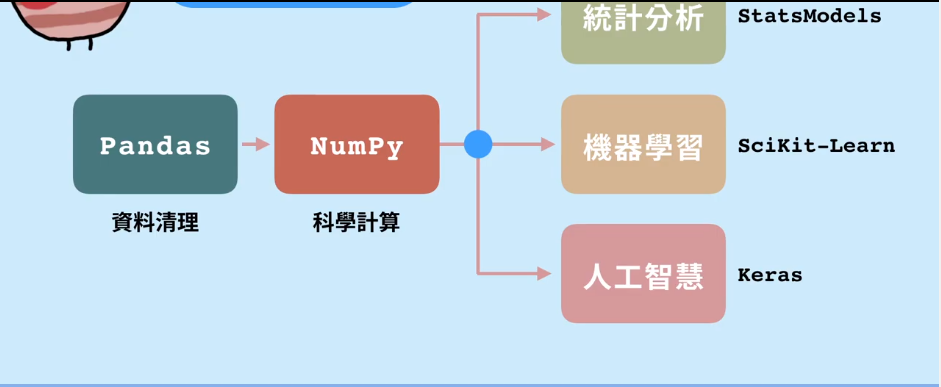 統計分析
StatsModels
Pandas
NumPy
機器學習
SciKit-Learn
資料清理
科學計算
人工智慧
Keras